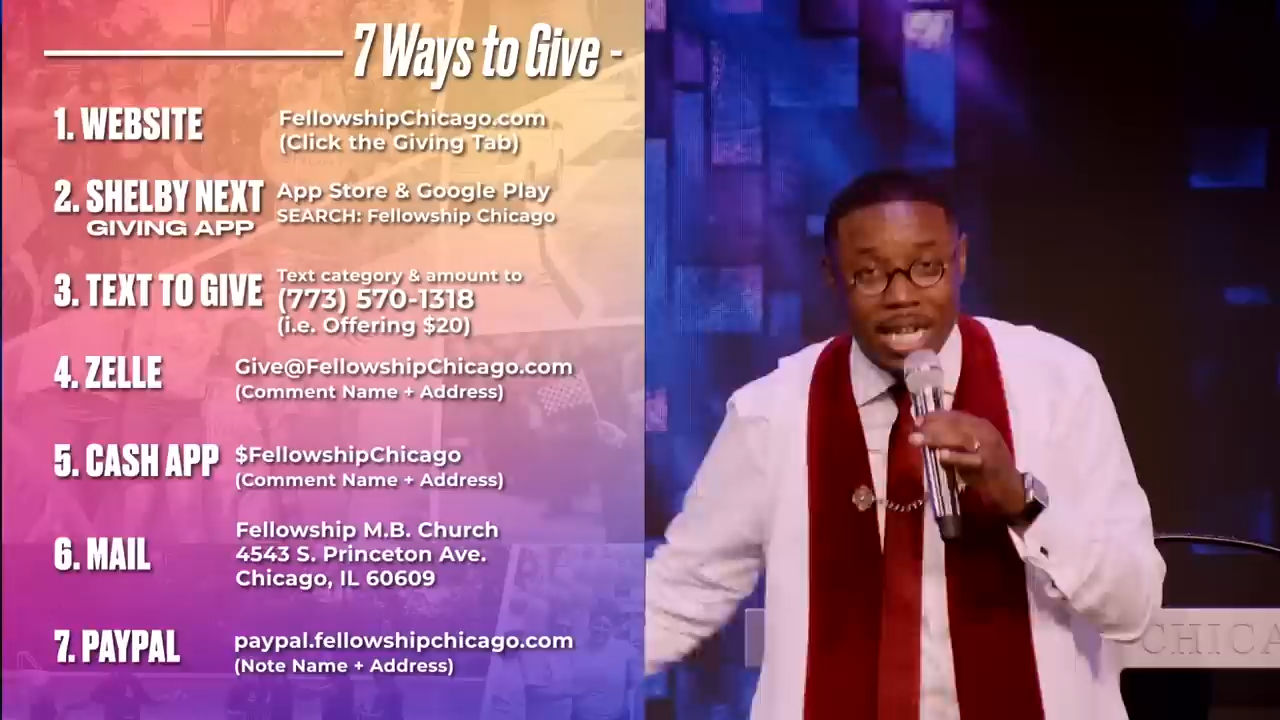 7 Ways to Give -
1. WEBSITE
FellowshipChicago.com
(Click the Giving Tab)
2. SHELBY NEXT
GIVING APP
App Store & Google Play
SEARCH: Fellowship Chicago
3. TEXT TO GIVE
Text category & amount to
(773) 570-1318
(i.e. Offering $20)
4. ZELLE
Give@FellowshipChicago.com
(Comment Name + Address)
5. CASH APP
$FellowshipChicago
(Comment Name + Address)
6. MAIL
Fellowship M.B. Church
4543 S. Princeton Ave.
Chicago, IL 60609
7. PAYPAL
paypal.fellowshipchicago.com
(Note Name + Address)
CHICA